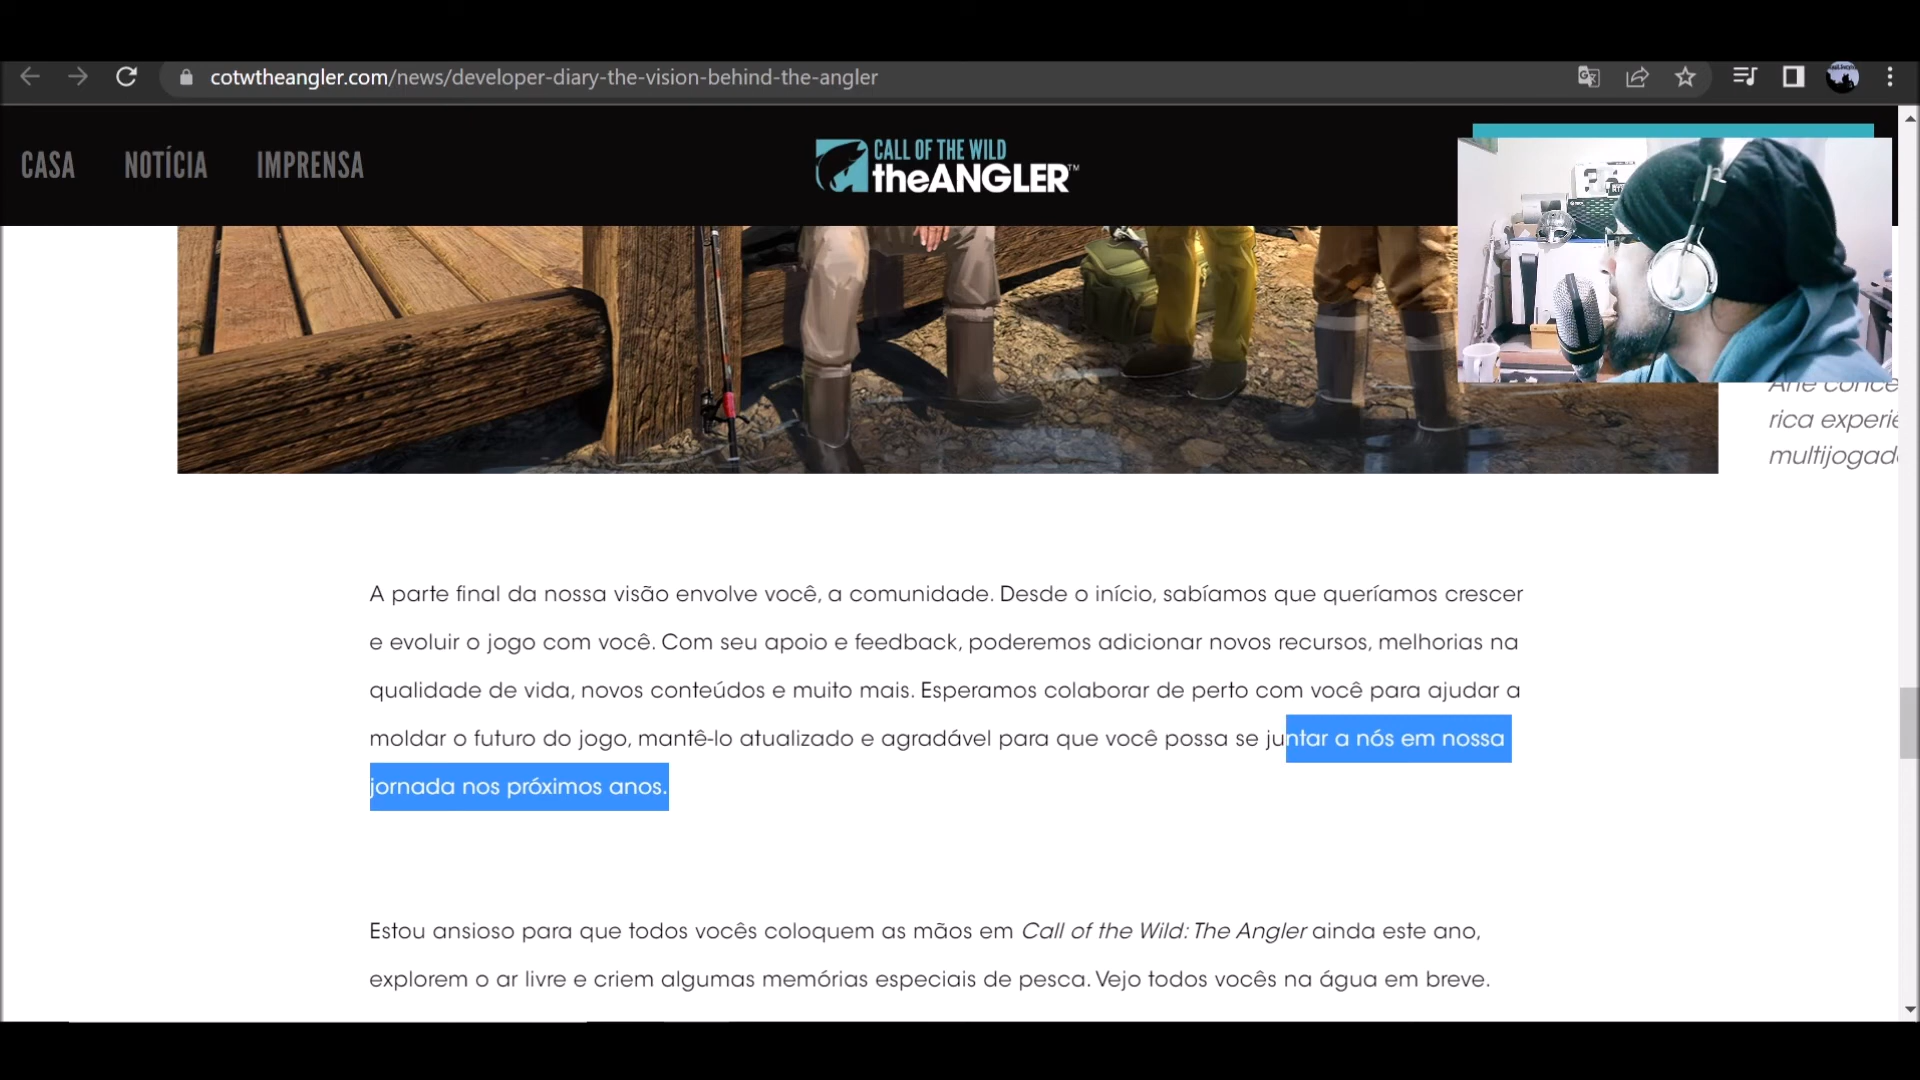 cotwtheangler.com/news/developer-diary-the-vision-behind-the-angler
CASA NOTÍCIA IMPRENSA
CALL OF THE WILD
theANGLER™
Arte conce
rica experiê
multijogad
A parte final da nossa visão envolve você, a comunidade. Desde o início, sabíamos que queríamos crescer
e evoluir o jogo com você. Com seu apoio e feedback, poderemos adicionar novos recursos, melhorias na
qualidade de vida, novos conteúdos e muito mais. Esperamos colaborar de perto com você para ajudar a
moldar o futuro do jogo, mantê-lo atualizado e agradável para que você possa se juntar a nós em nossa
jornada nos próximos anos.
Estou ansioso para que todos vocês coloquem as mãos em Call of the Wild: The Angler ainda este ano,
explorem o ar livre e criem algumas memórias especiais de pesca. Vejo todos vocês na água em breve.